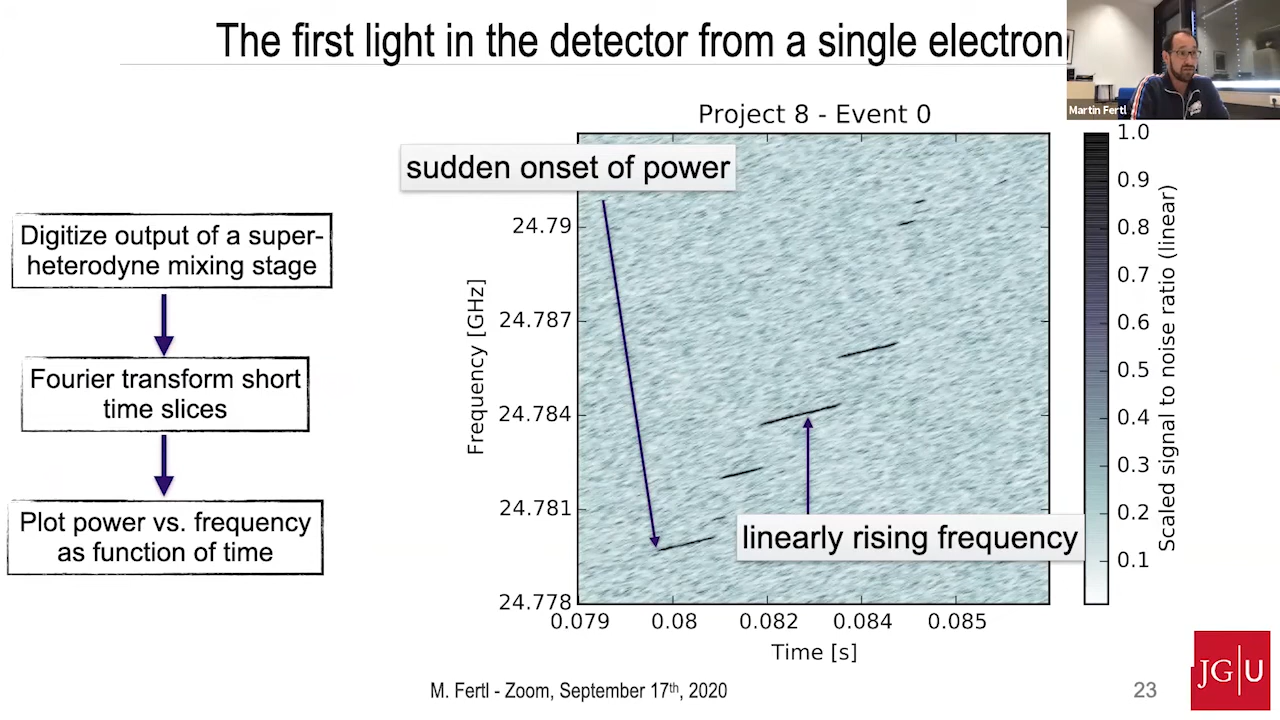 The first light in the detector from a single electron
Martin Fertl
Project 8 - Event 0
sudden onset of power
linearly rising frequency
Digitize output of a super-
heterodyne mixing stage
Fourier transform short
time slices
Plot power vs. frequency
as function of time
Frequency [GHz]
24.79
24.787
24.784
24.781
24.778
0.079
0.08
0.082
0.084
0.085
Time [s]
1.0
0.9
0.8
0.7
0.6
0.5
0.4
0.3
0.2
0.1
Scaled signal to noise ratio (linear)
M. Fertl - Zoom, September 17th, 2020
23
JG|U